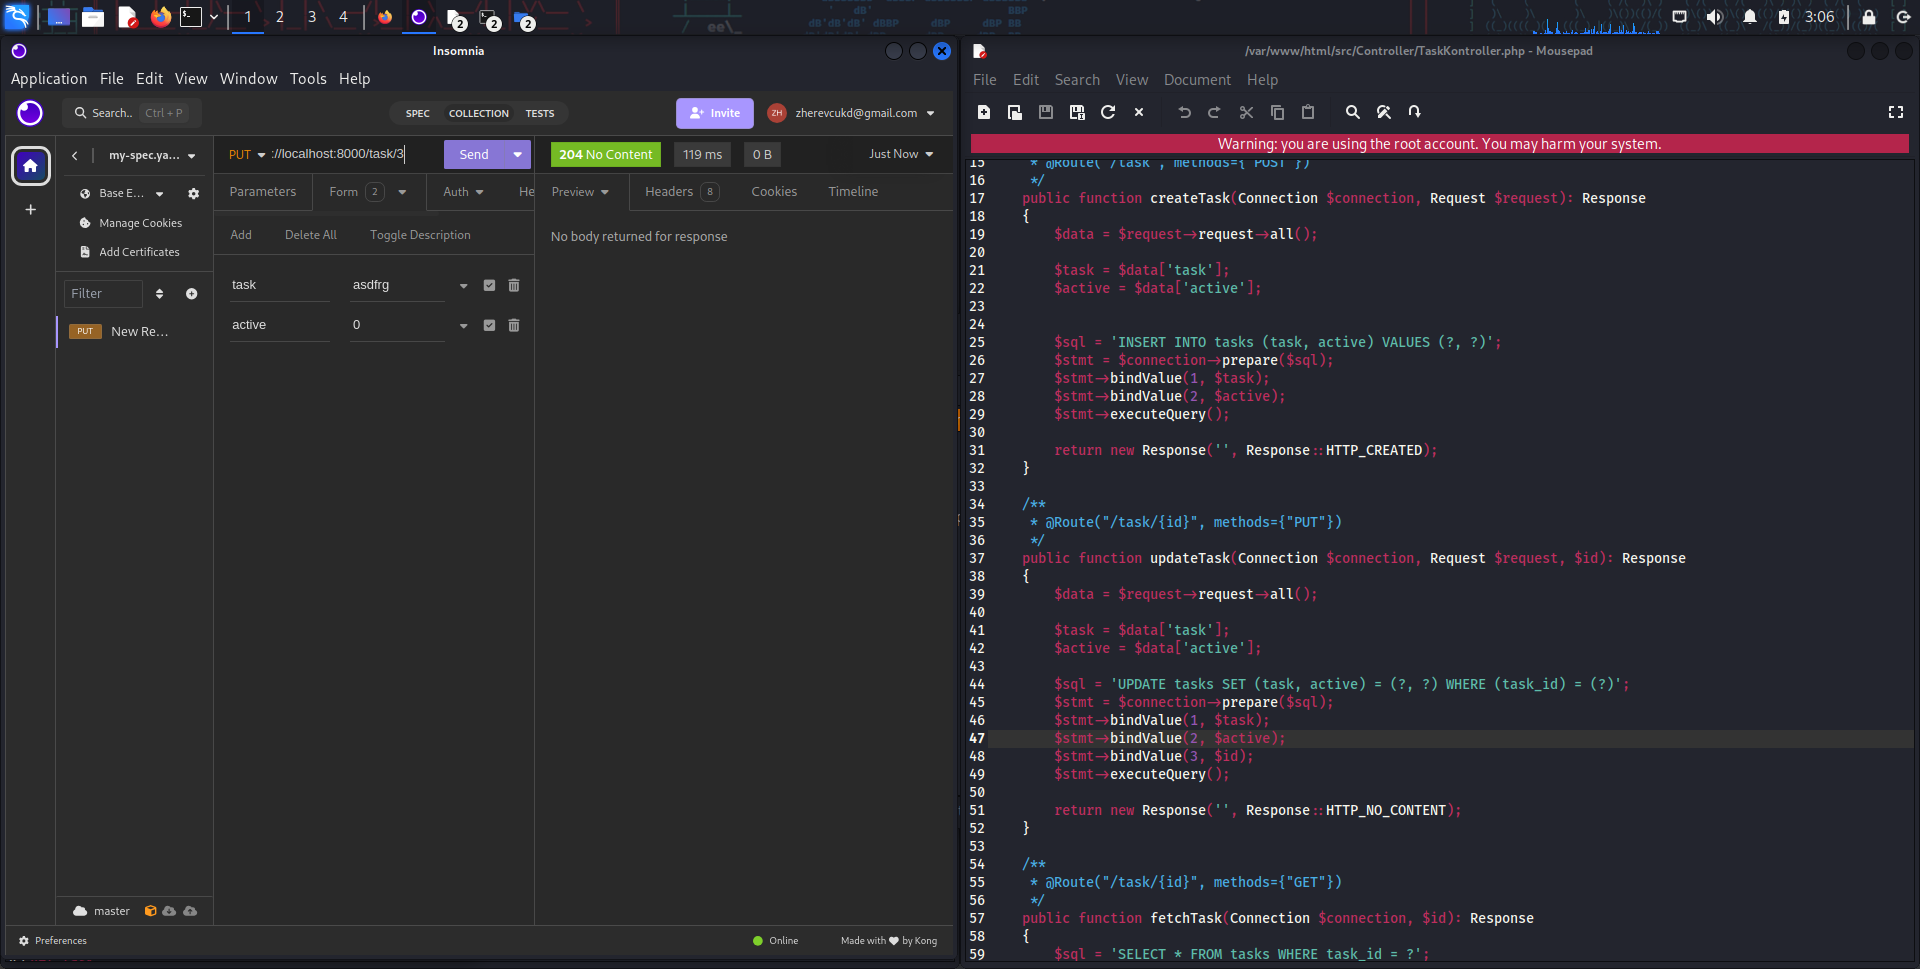 1 2 3 4
2 2 2
3:06
Insomnia
Application File Edit View Window Tools Help
Search.. Ctrl + P
SPEC COLLECTION TESTS
Invite
ZH zherevcukd@gmail.com
my-spec.ya...
PUT ://localhost:8000/task/3 Send
204 No Content 119 ms 0 B Just Now
Base E...
Manage Cookies
Add Certificates
Filter
PUT New Re...
Parameters Form 2 Auth He
Add Delete All Toggle Description
task asdfrg
active 0
Preview Headers 8 Cookies Timeline
No body returned for response
master
Preferences
Online Made with ♥ by Kong
/var/www/html/src/Controller/TaskKontroller.php - Mousepad
File Edit Search View Document Help
Warning: you are using the root account. You may harm your system.
15 * @Route("/task", methods={"POST"})
16 */
17 public function createTask(Connection $connection, Request $request): Response
18 {
19 $data = $request->request->all();
20
21 $task = $data['task'];
22 $active = $data['active'];
23
24
25 $sql = 'INSERT INTO tasks (task, active) VALUES (?, ?)';
26 $stmt = $connection->prepare($sql);
27 $stmt->bindValue(1, $task);
28 $stmt->bindValue(2, $active);
29 $stmt->executeQuery();
30
31 return new Response('', Response::HTTP_CREATED);
32 }
33
34 /**
35 * @Route("/task/{id}", methods={"PUT"})
36 */
37 public function updateTask(Connection $connection, Request $request, $id): Response
38 {
39 $data = $request->request->all();
40
41 $task = $data['task'];
42 $active = $data['active'];
43
44 $sql = 'UPDATE tasks SET (task, active) = (?, ?) WHERE (task_id) = (?)';
45 $stmt = $connection->prepare($sql);
46 $stmt->bindValue(1, $task);
47 $stmt->bindValue(2, $active);
48 $stmt->bindValue(3, $id);
49 $stmt->executeQuery();
50
51 return new Response('', Response::HTTP_NO_CONTENT);
52 }
53
54 /**
55 * @Route("/task/{id}", methods={"GET"})
56 */
57 public function fetchTask(Connection $connection, $id): Response
58 {
59 $sql = 'SELECT * FROM tasks WHERE task_id = ?';